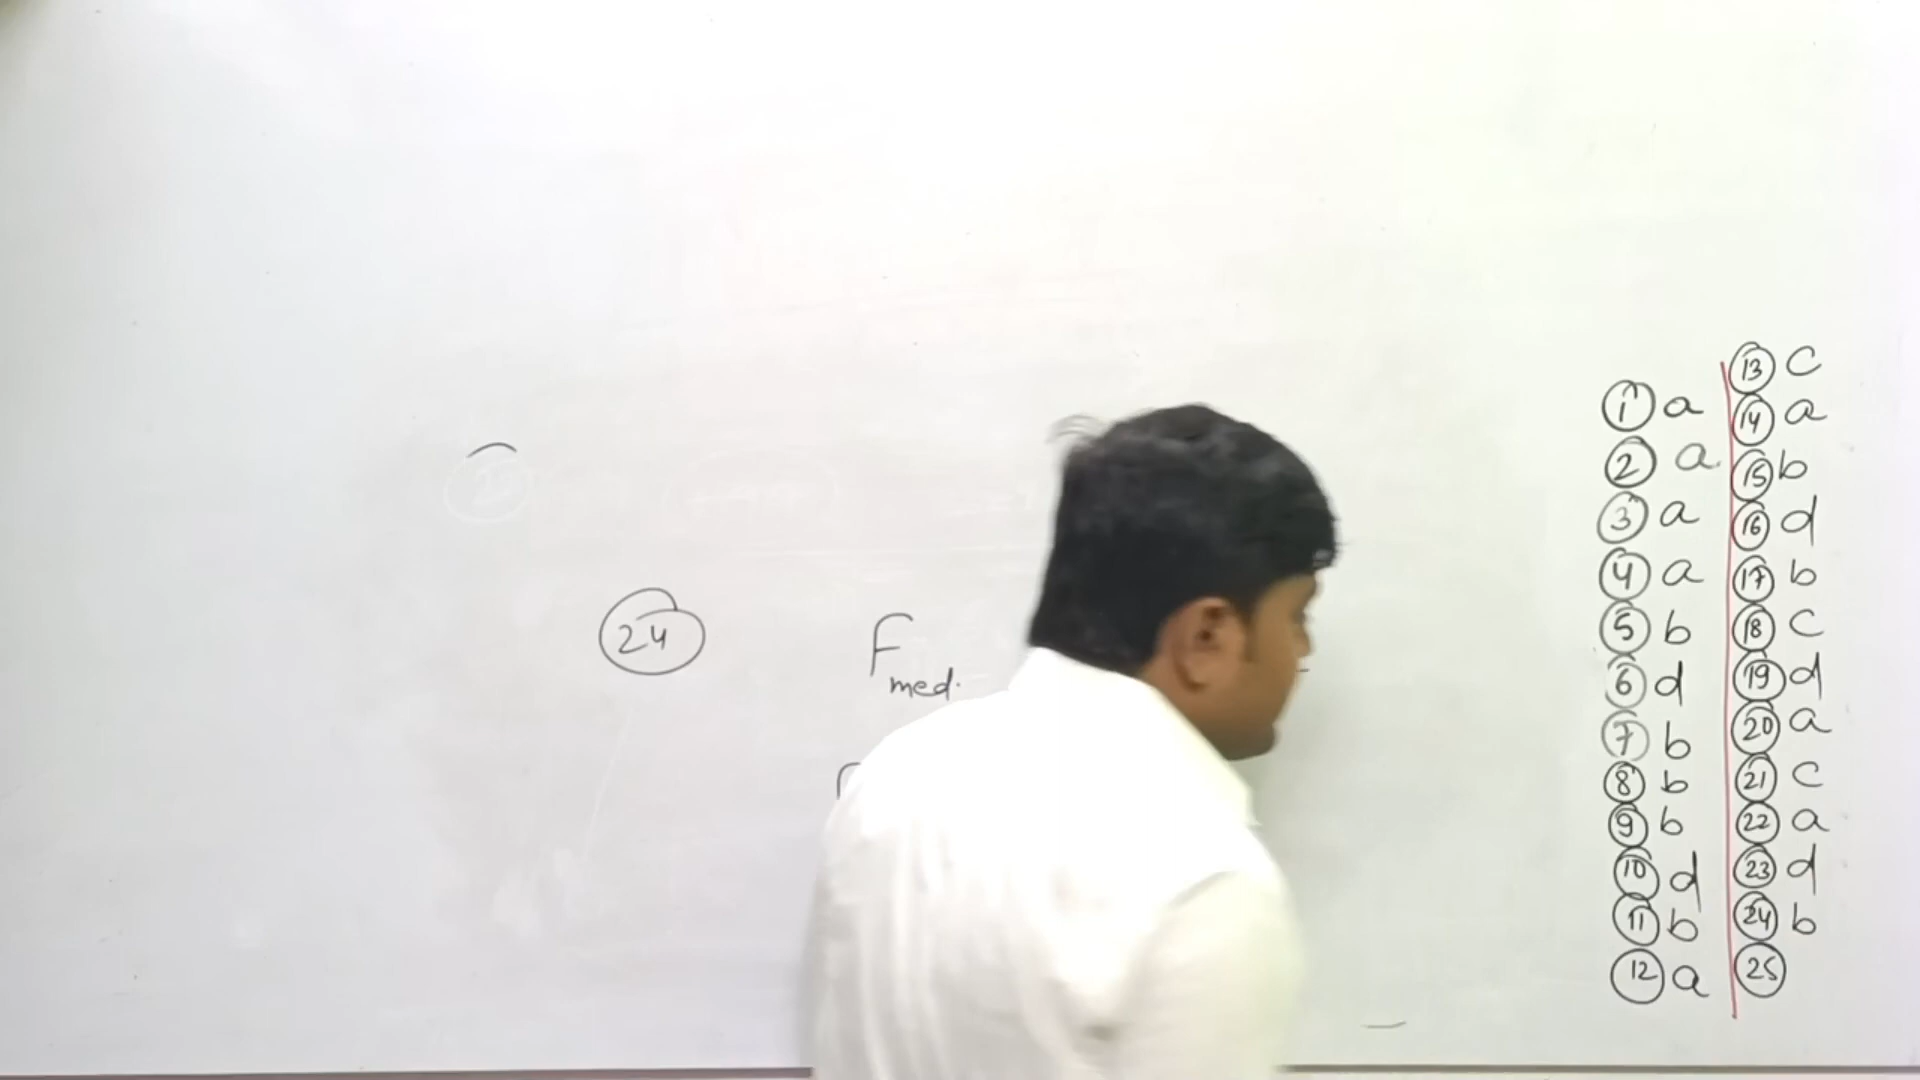 24
F med.
1 a
2 a.
3 a
4 a
5 b
6 d
7 b
8 b
9 b
10 d
11 b
12 a
13 c
14 a
15 b
16 d
17 b
18 c
19 d
20 a
21 c
22 a
23 d
24 b
25